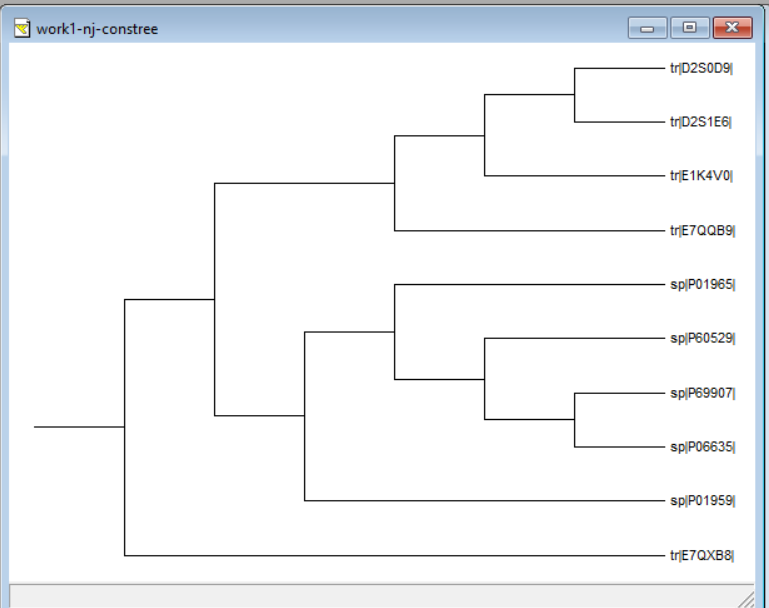 work1-nj-constree
tr|D2S0D9|
tr|D2S1E6|
tr|E1K4V0|
tr|E7QQB9|
sp|P01965|
sp|P60529|
sp|P69907|
sp|P06635|
sp|P01959|
tr|E7QXB8|